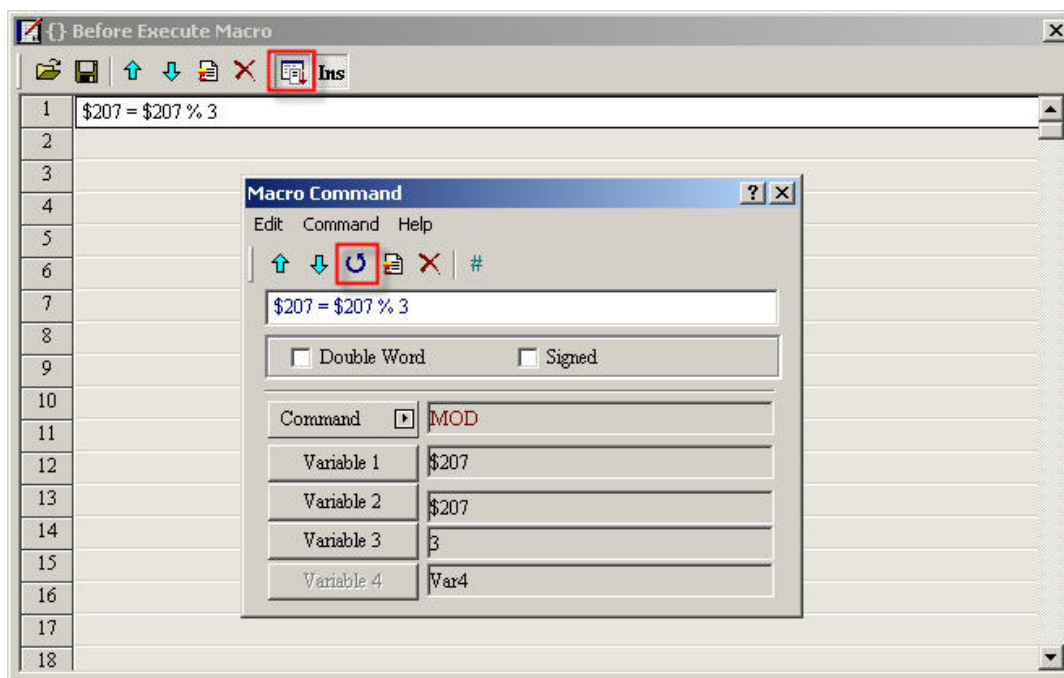 {} Before Execute Macro
Ins
1 $207 = $207 % 3
2
3
4
5
6
7
8
9
10
11
12
13
14
15
16
17
18
Macro Command
Edit Command Help
#
$207 = $207 % 3
Double Word Signed
Command MOD
Variable 1 $207
Variable 2 $207
Variable 3 3
Variable 4 Var4